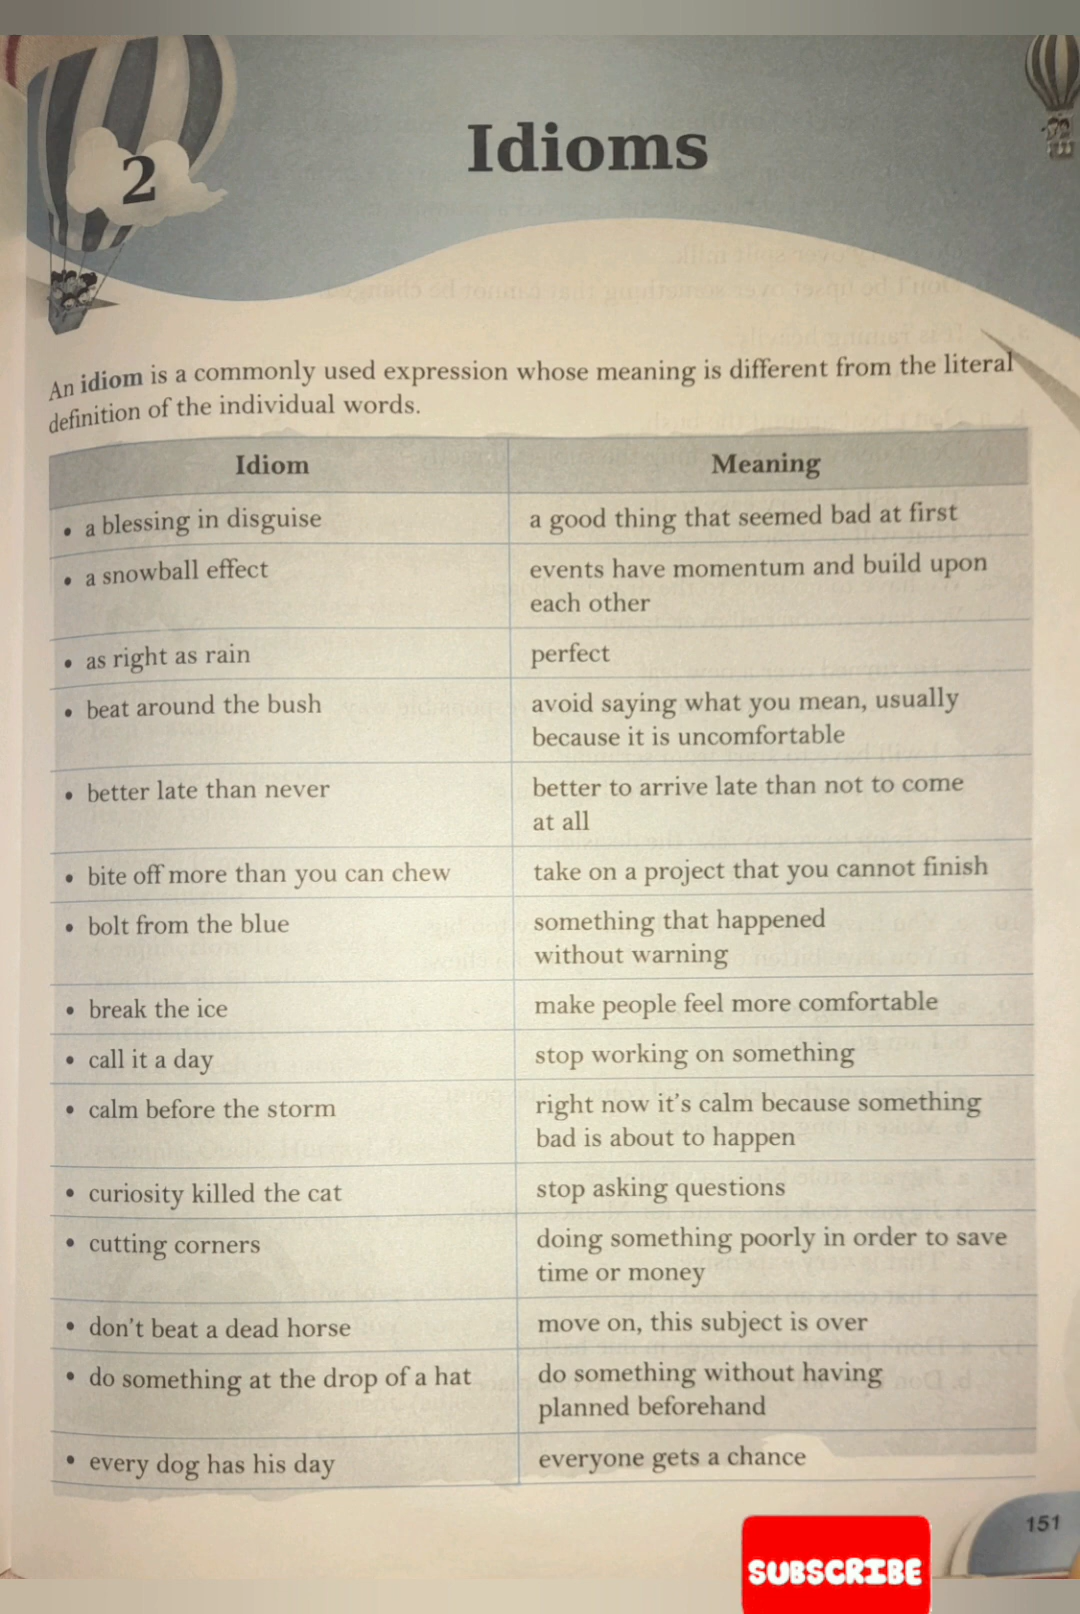 2
Idioms
An idiom is a commonly used expression whose meaning is different from the literal
definition of the individual words.
Idiom Meaning
• a blessing in disguise a good thing that seemed bad at first
• a snowball effect events have momentum and build upon
each other
• as right as rain perfect
• beat around the bush avoid saying what you mean, usually
because it is uncomfortable
• better late than never better to arrive late than not to come
at all
• bite off more than you can chew take on a project that you cannot finish
• bolt from the blue something that happened
without warning
• break the ice make people feel more comfortable
• call it a day stop working on something
• calm before the storm right now it's calm because something
bad is about to happen
• curiosity killed the cat stop asking questions
• cutting corners doing something poorly in order to save
time or money
• don't beat a dead horse move on, this subject is over
• do something at the drop of a hat do something without having
planned beforehand
• every dog has his day everyone gets a chance
151
SUBSCRIBE